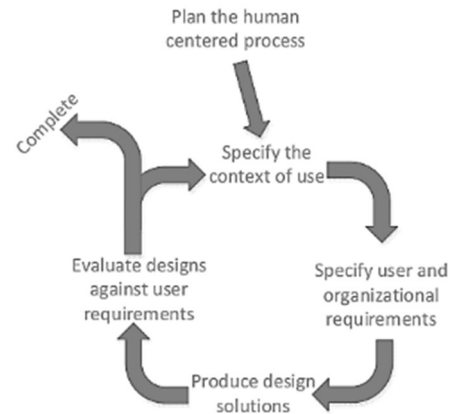 Plan the human
centered process
Complete
Specify the
context of use
Specify user and
organizational
requirements
Produce design
solutions
Evaluate designs
against user
requirements